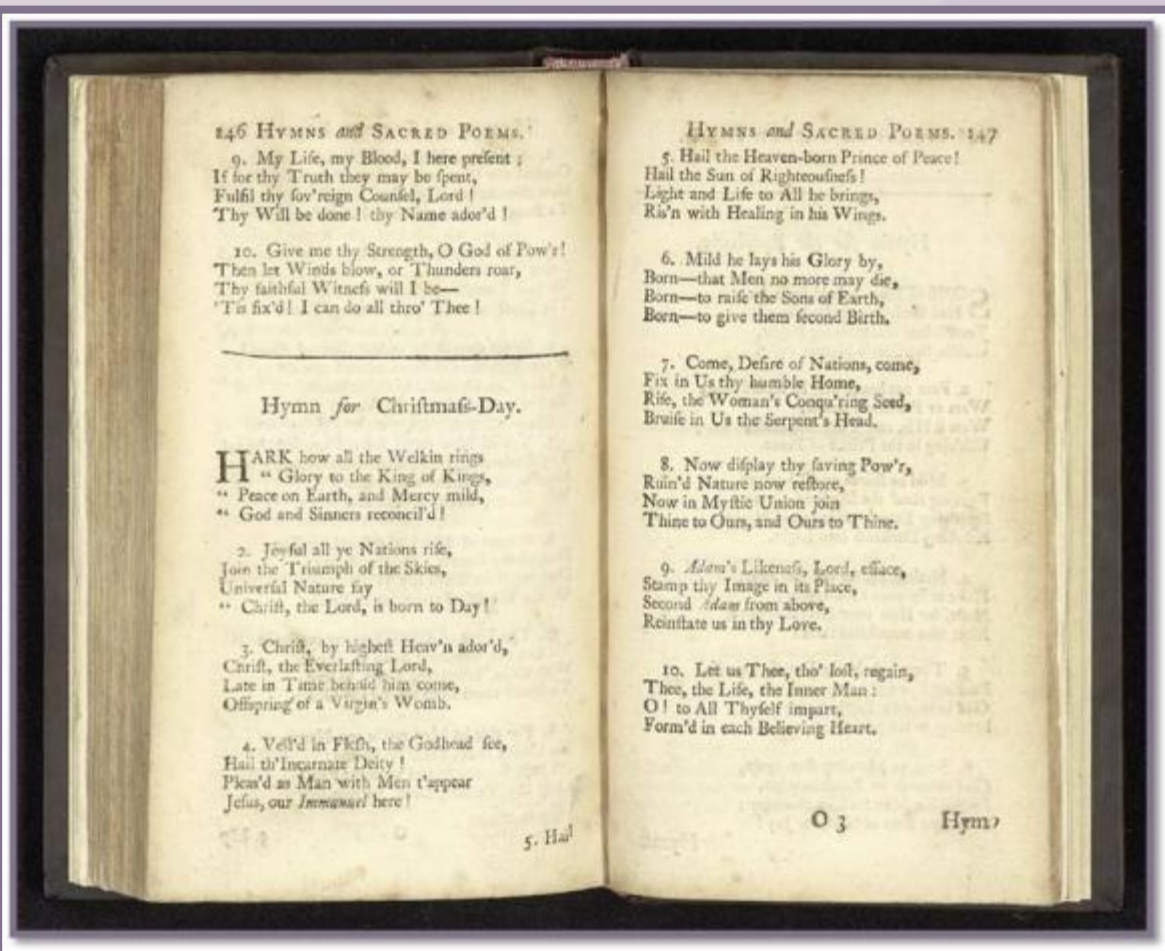 246 HYMNS and SACRED POEMS.
9. My Life, my Blood, I here preſent ;
If for thy Truth they may be ſpent,
Fulfil thy ſov'reign Counſel, Lord !
Thy Will be done ! thy Name ador'd !
10. Give me thy Strength, O God of Pow'r !
Then let Winds blow, or Thunders roar,
Thy faithful Witneſs will I be—
'Tis fix'd ! I can do all thro' Thee !
Hymn for Chriſtmaſs-Day.
HARK how all the Welkin rings
“ Glory to the King of Kings,
“ Peace on Earth, and Mercy mild,
“ God and Sinners reconcil'd !
2. Joyful all ye Nations riſe,
Join the Triumph of the Skies,
Univerſal Nature ſay
“ Chriſt, the Lord, is born to Day !
3. Chriſt, by higheſt Heav'n ador'd,
Chriſt, the Everlaſting Lord,
Late in Time behold him come,
Offspring of a Virgin's Womb.
4. Veil'd in Fleſh, the Godhead ſee,
Hail th'Incarnate Deity !
Pleas'd as Man with Men t'appear
Jeſus, our Immanuel here !
5. Hail
HYMNS and SACRED POEMS. 247
5. Hail the Heaven-born Prince of Peace !
Hail the Sun of Righteouſneſs !
Light and Life to All he brings,
Ris'n with Healing in his Wings.
6. Mild he lays his Glory by,
Born—that Men no more may die,
Born—to raiſe the Sons of Earth,
Born—to give them ſecond Birth.
7. Come, Deſire of Nations, come,
Fix in Us thy humble Home,
Riſe, the Woman's Conqu'ring Seed,
Bruiſe in Us the Serpent's Head.
8. Now diſplay thy ſaving Pow'r,
Ruin'd Nature now reſtore,
Now in Myſtic Union join
Thine to Ours, and Ours to Thine.
9. Adam's Likeneſs, Lord, efface,
Stamp thy Image in its Place,
Second Adam from above,
Reinſtate us in thy Love.
10. Let us Thee, tho' loſt, regain,
Thee, the Life, the Inner Man :
O ! to All Thyſelf impart,
Form'd in each Believing Heart.
O 3 Hymn